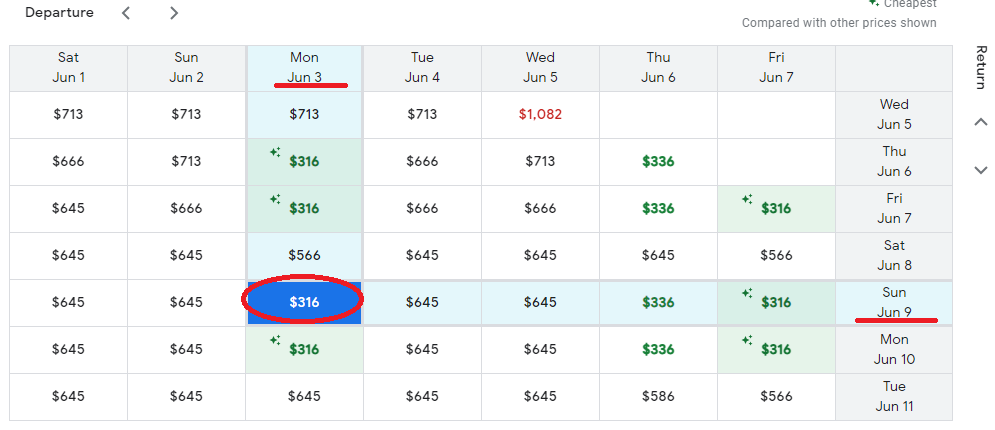 Cheapest
Departure
Compared with other prices shown
Sat Sun Mon Tue Wed Thu Fri
Jun 1 Jun 2 Jun 3 Jun 4 Jun 5 Jun 6 Jun 7
Return
$713 $713 $713 $713 $1,082 Wed Jun 5
$666 $713 $316 $666 $713 $336 Thu Jun 6
$645 $666 $316 $666 $666 $336 $316 Fri Jun 7
$645 $645 $566 $645 $645 $645 $566 Sat Jun 8
$645 $645 $316 $645 $645 $336 $316 Sun Jun 9
$645 $645 $316 $645 $645 $336 $316 Mon Jun 10
$645 $645 $645 $645 $645 $586 $566 Tue Jun 11